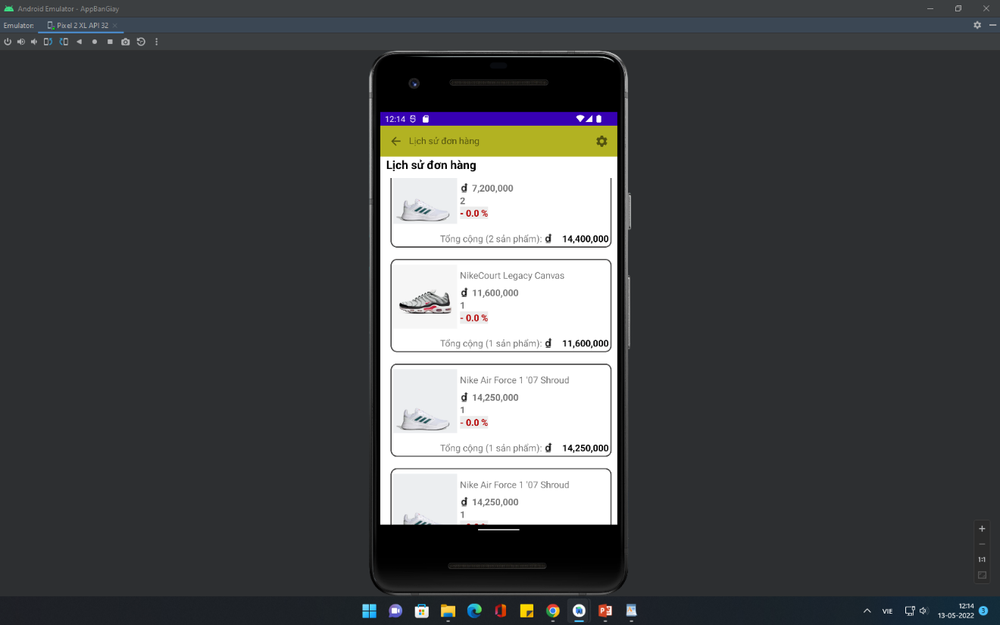 Android Emulator - AppBanGiay
Emulator: Pixel 2 XL API 32
12:14
Lịch sử đơn hàng
Lịch sử đơn hàng
₫ 7,200,000
2
- 0.0 %
Tổng cộng (2 sản phẩm): ₫ 14,400,000
NikeCourt Legacy Canvas
₫ 11,600,000
1
- 0.0 %
Tổng cộng (1 sản phẩm): ₫ 11,600,000
Nike Air Force 1 '07 Shroud
₫ 14,250,000
1
- 0.0 %
Tổng cộng (1 sản phẩm): ₫ 14,250,000
Nike Air Force 1 '07 Shroud
₫ 14,250,000
1
1:1
VIE
12:14
13-05-2022
3